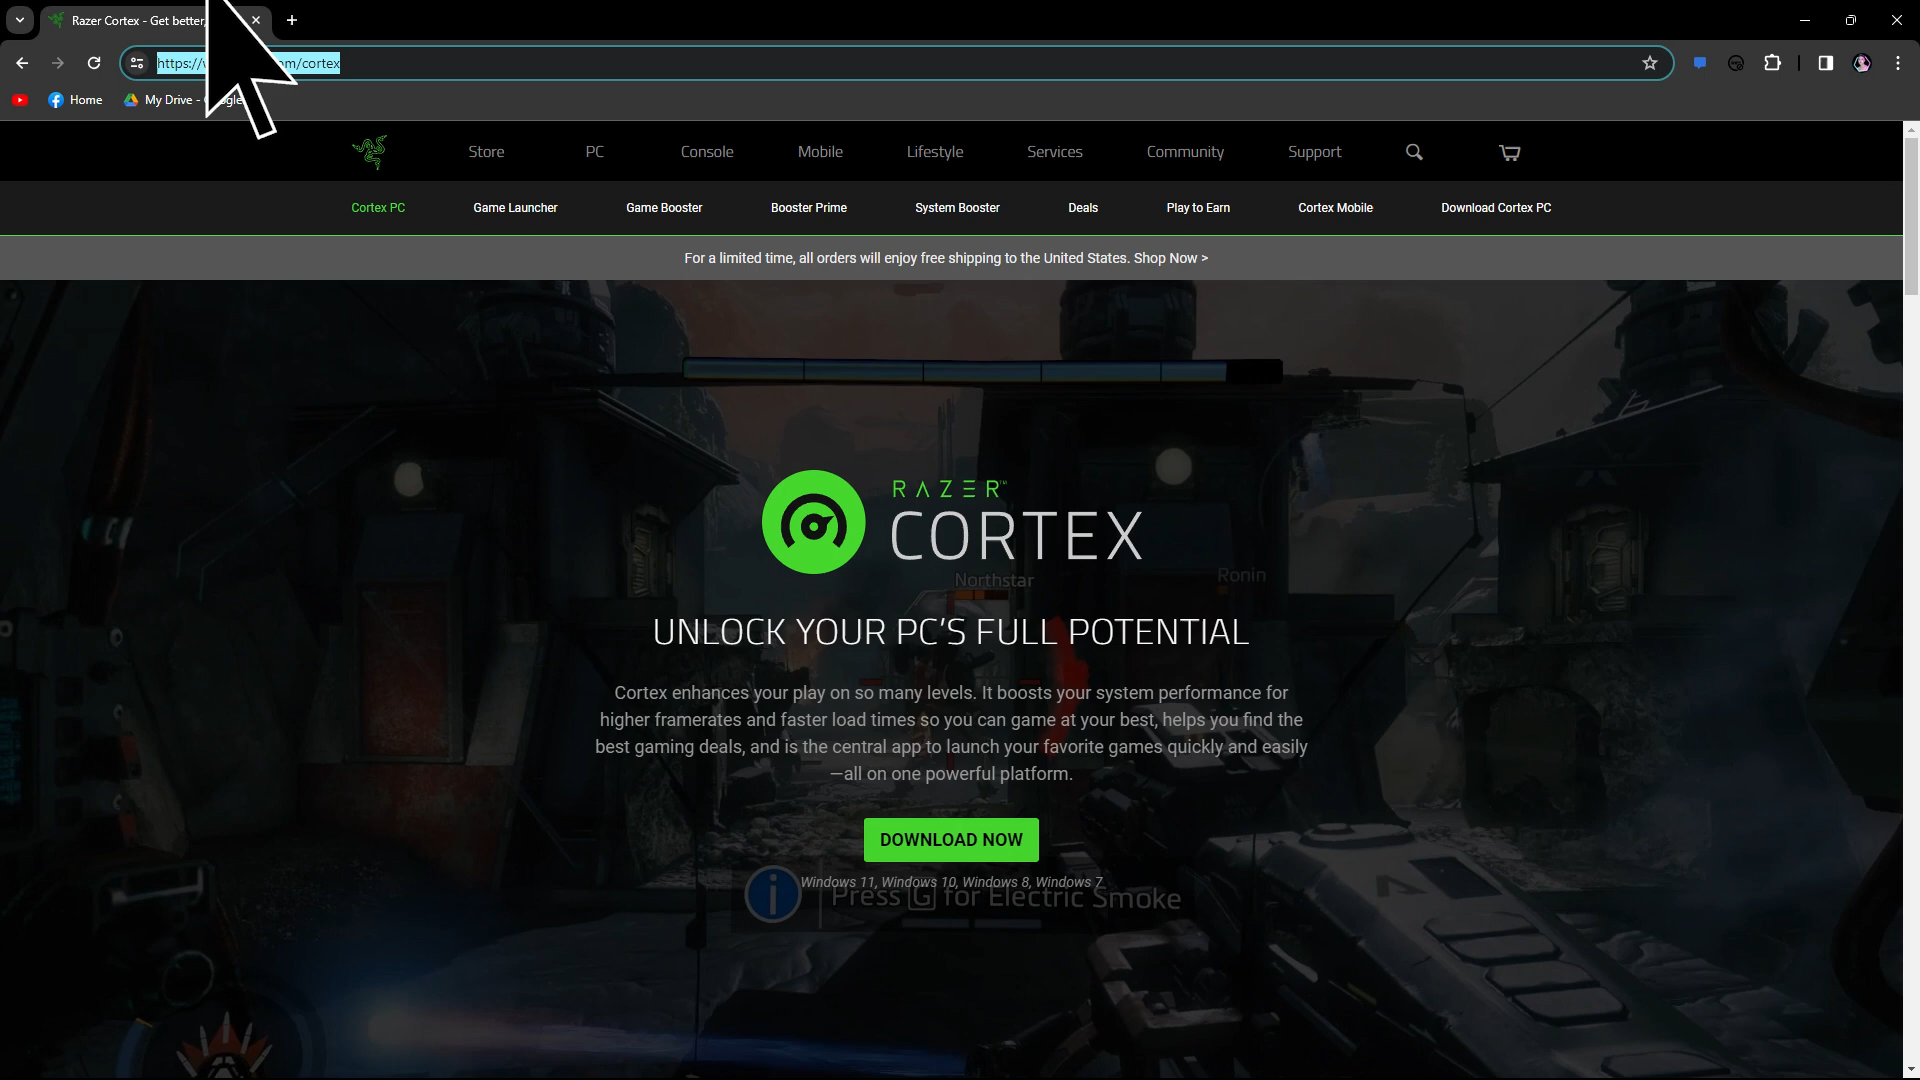 Razer Cortex - Get better,
https:// om/cortex
Home
My Drive - Google
Store
PC
Console
Mobile
Lifestyle
Services
Community
Support
Cortex PC
Game Launcher
Game Booster
Booster Prime
System Booster
Deals
Play to Earn
Cortex Mobile
Download Cortex PC
For a limited time, all orders will enjoy free shipping to the United States. Shop Now >
RAZER™
CORTEX
Northstar
Ronin
UNLOCK YOUR PC'S FULL POTENTIAL
Cortex enhances your play on so many levels. It boosts your system performance for
higher framerates and faster load times so you can game at your best, helps you find the
best gaming deals, and is the central app to launch your favorite games quickly and easily
—all on one powerful platform.
DOWNLOAD NOW
Windows 11, Windows 10, Windows 8, Windows 7
Press G for Electric Smoke